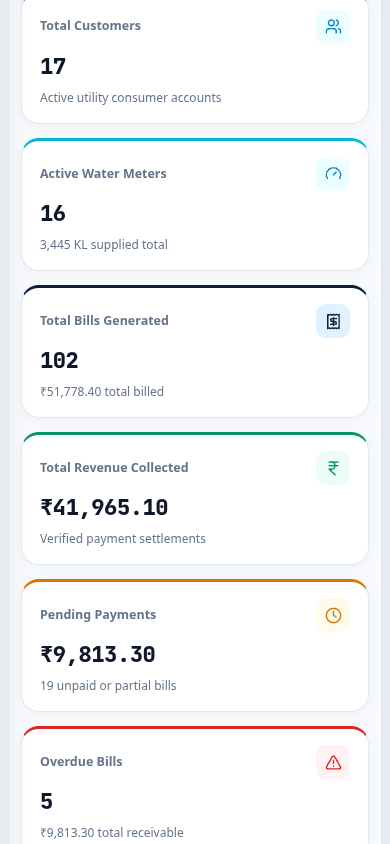 Total Customers
17
Active utility consumer accounts
Active Water Meters
16
3,445 KL supplied total
Total Bills Generated
102
₹51,778.40 total billed
Total Revenue Collected
₹41,965.10
Verified payment settlements
Pending Payments
₹9,813.30
19 unpaid or partial bills
Overdue Bills
5
₹9,813.30 total receivable